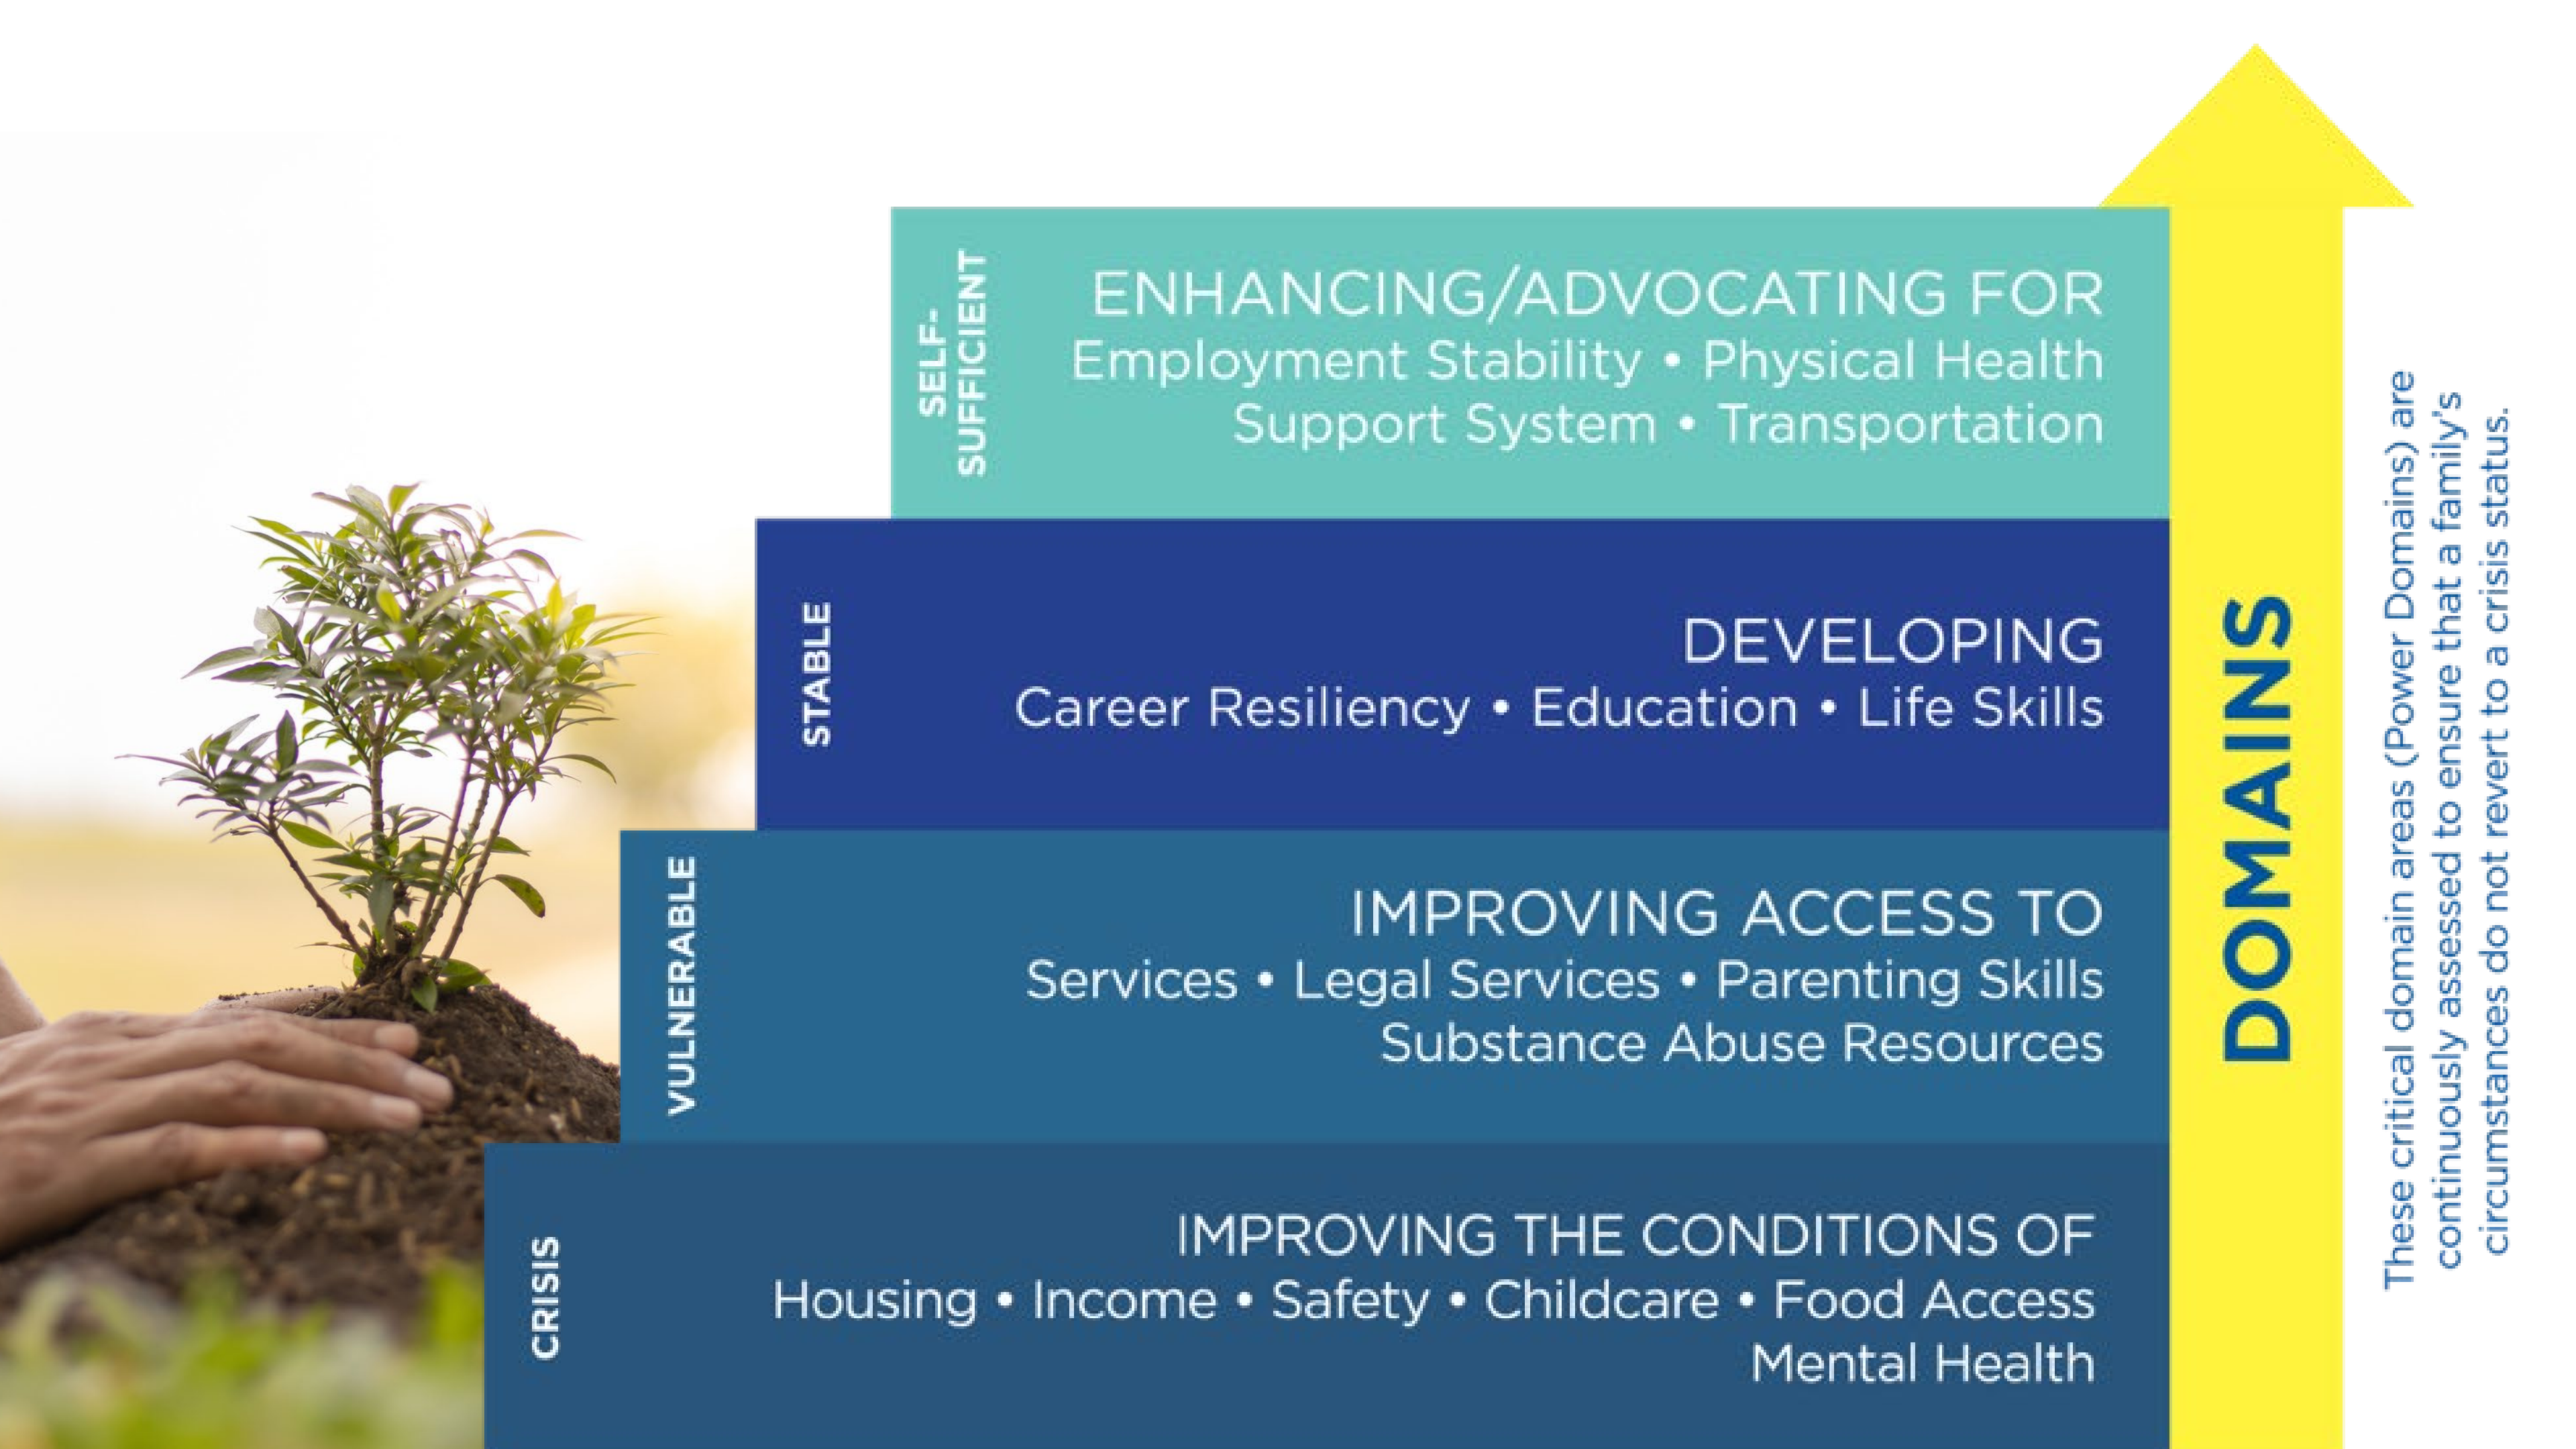 SELF-
SUFFICIENT
ENHANCING/ADVOCATING FOR
Employment Stability • Physical Health
Support System • Transportation
STABLE
DEVELOPING
Career Resiliency • Education • Life Skills
VULNERABLE
IMPROVING ACCESS TO
Services • Legal Services • Parenting Skills
Substance Abuse Resources
CRISIS
IMPROVING THE CONDITIONS OF
Housing • Income • Safety • Childcare • Food Access
Mental Health
DOMAINS
These critical domain areas (Power Domains) are
continuously assessed to ensure that a family's
circumstances do not revert to a crisis status.